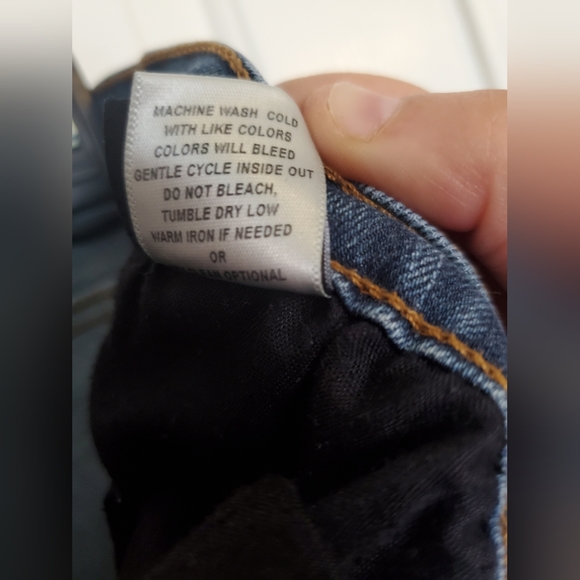 MACHINE WASH COLD
WITH LIKE COLORS
COLORS WILL BLEED
GENTLE CYCLE INSIDE OUT
DO NOT BLEACH,
TUMBLE DRY LOW
WARM IRON IF NEEDED
OR
OPTIONAL